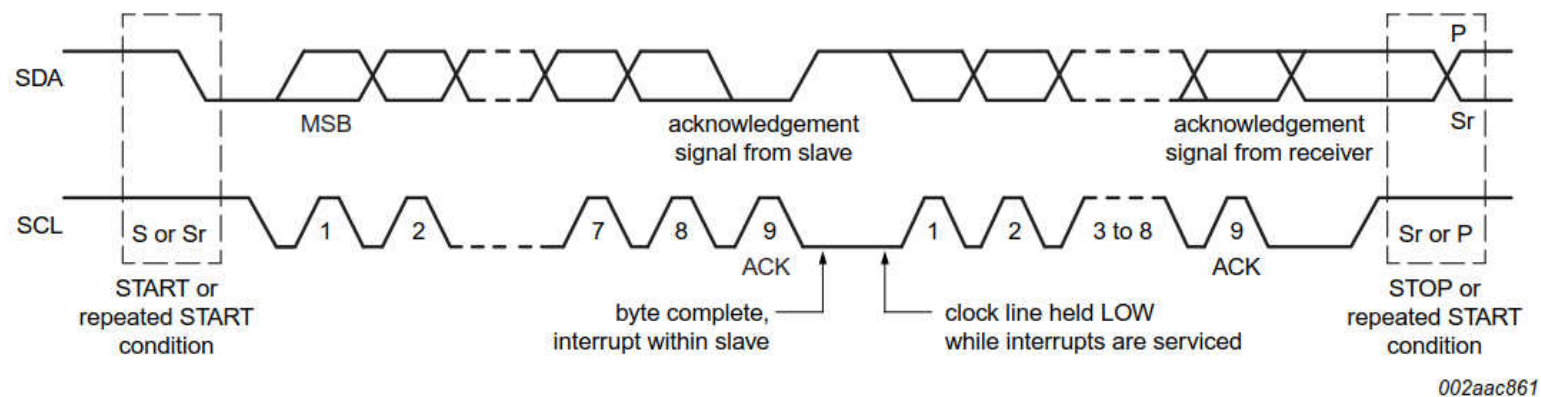 P
SDA
MSB
acknowledgement
signal from slave
acknowledgement
signal from receiver
Sr
SCL
S or Sr
1
2
7
8
9
1
2
3 to 8
9
Sr or P
ACK
ACK
START or
repeated START
condition
byte complete,
interrupt within slave
clock line held LOW
while interrupts are serviced
STOP or
repeated START
condition
002aac861